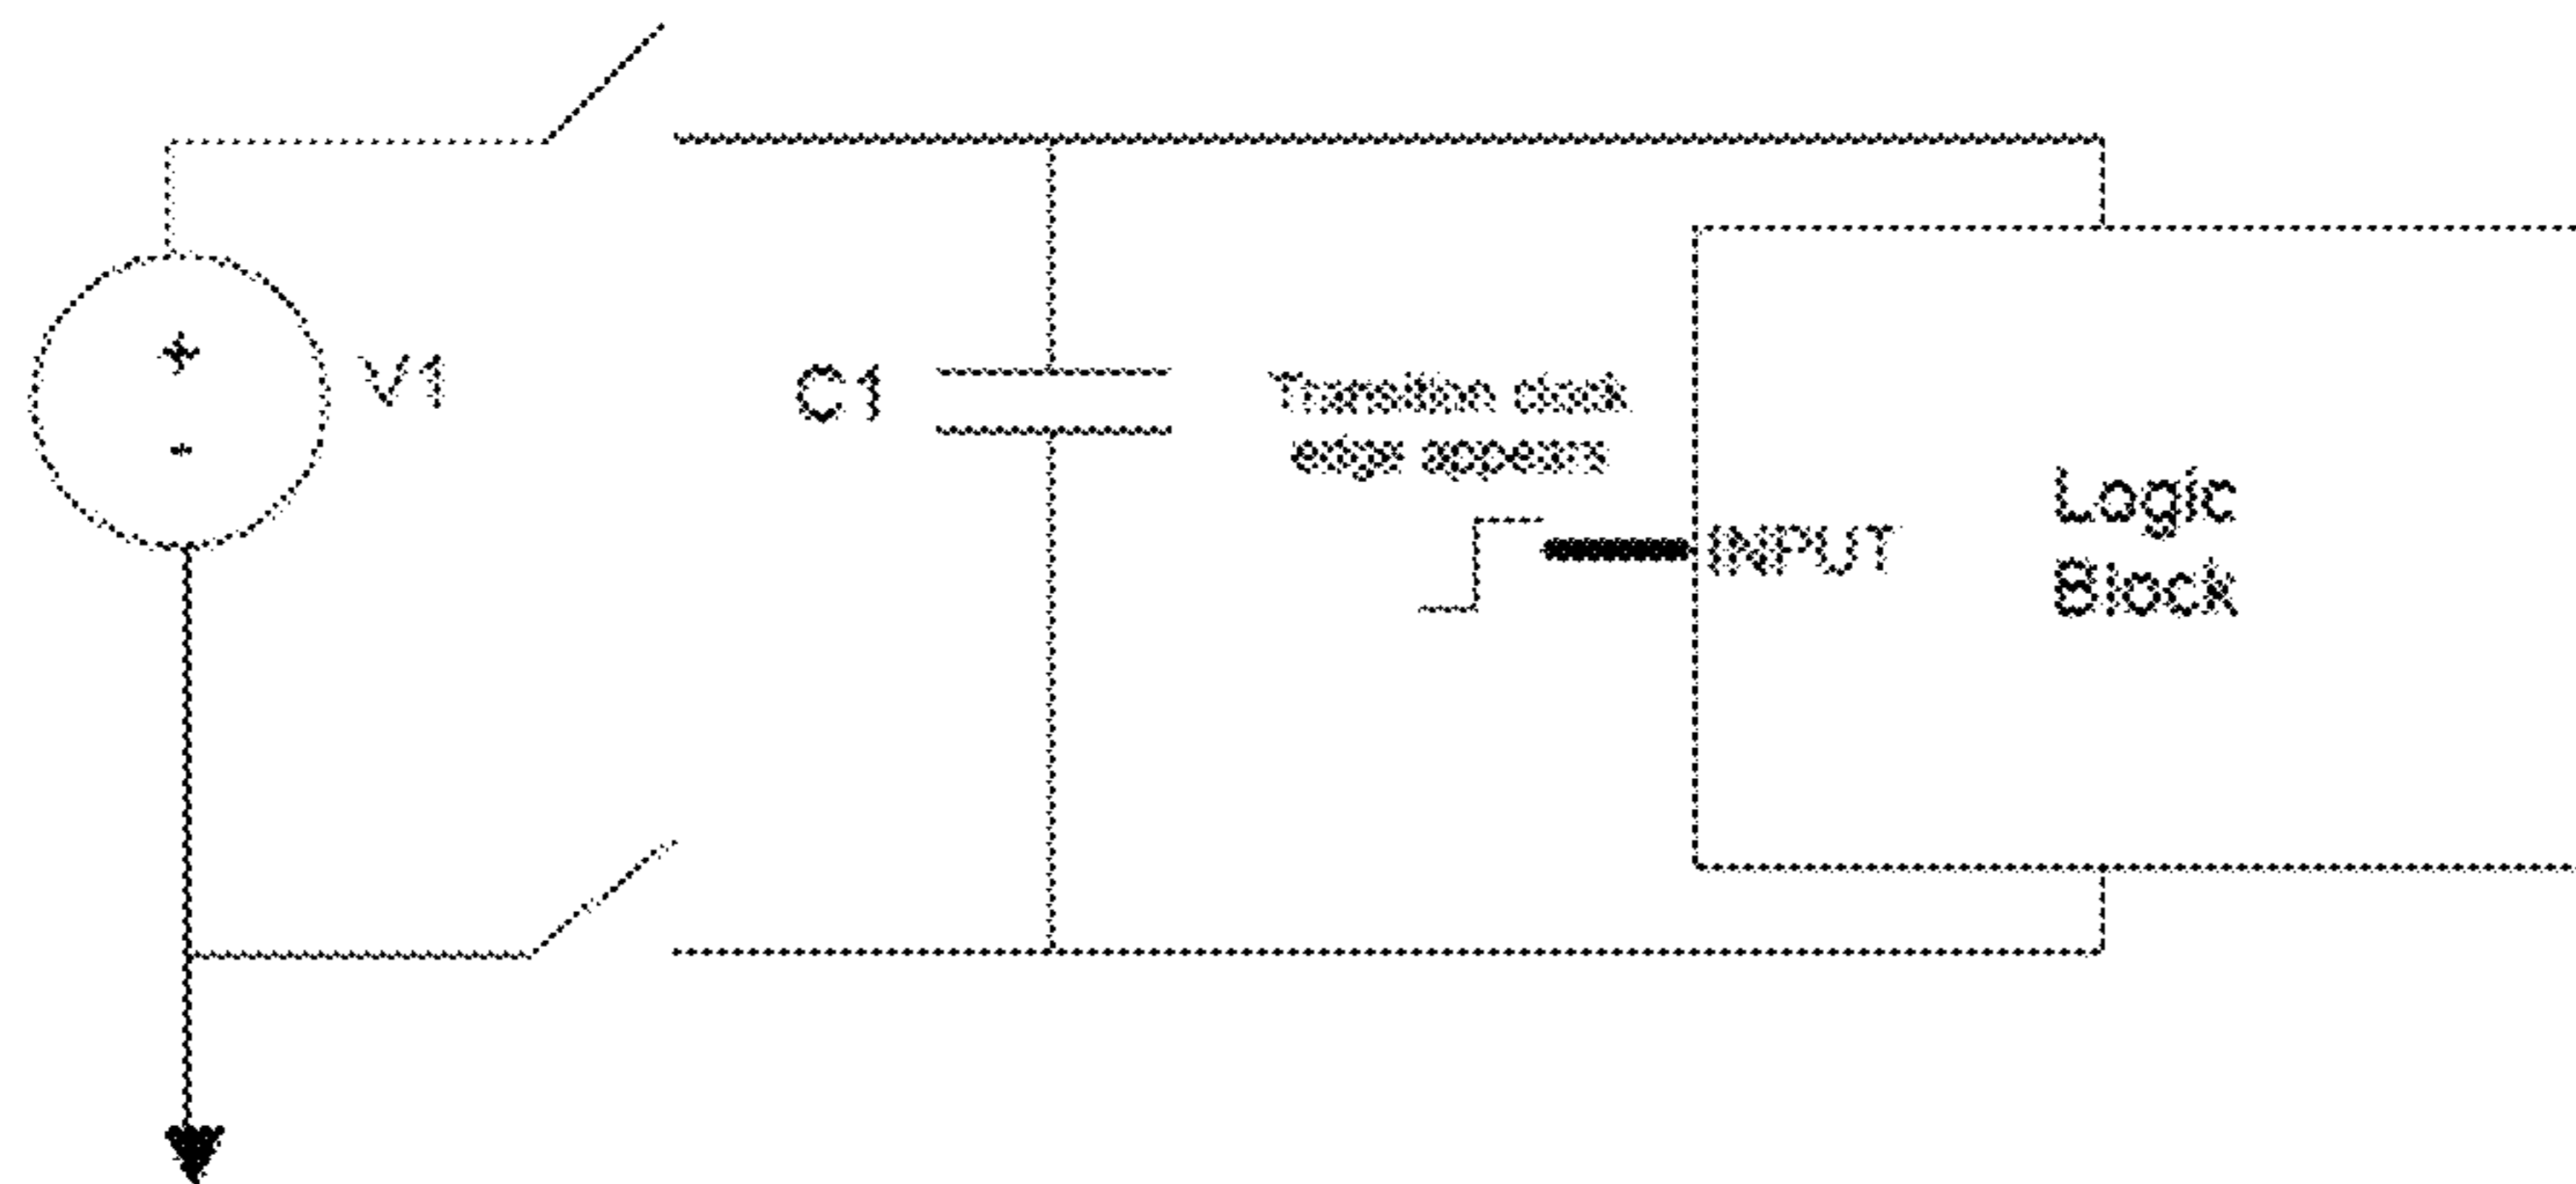 +
V1
-
C1
Transition clock
edge appears
INPUT
Logic
Block